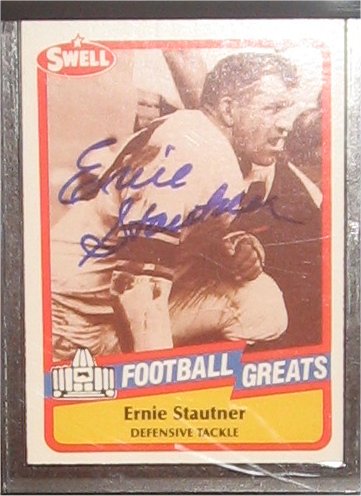 SWELL
Ernie
Stautner
FOOTBALL GREATS
Ernie Stautner
DEFENSIVE TACKLE